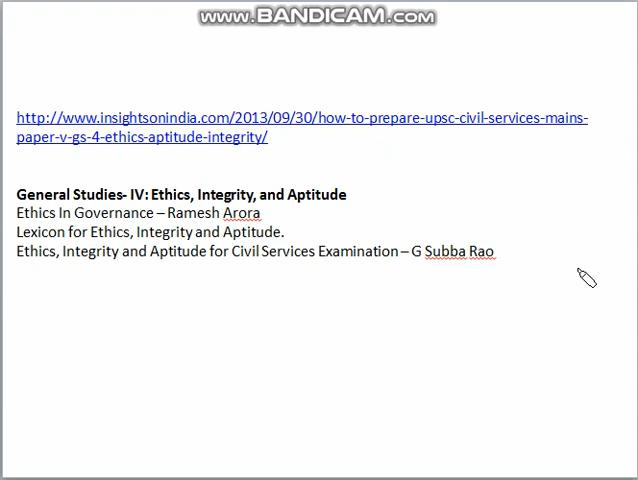 www.BANDICAM.com
http://www.insightsonindia.com/2013/09/30/how-to-prepare-upsc-civil-services-mains-
paper-v-gs-4-ethics-aptitude-integrity/
General Studies- IV: Ethics, Integrity, and Aptitude
Ethics In Governance – Ramesh Arora
Lexicon for Ethics, Integrity and Aptitude.
Ethics, Integrity and Aptitude for Civil Services Examination – G Subba Rao